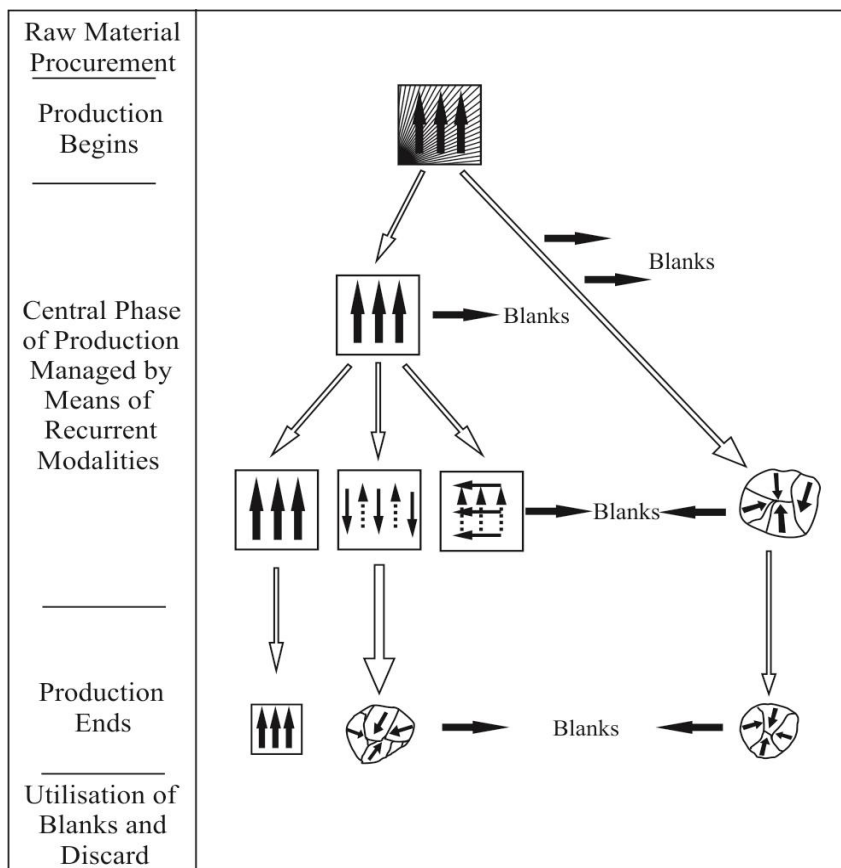 Raw Material
Procurement
Production
Begins
Blanks
Central Phase
of Production
Managed by
Means of
Recurrent
Modalities
Blanks
Blanks
Production
Ends
Blanks
Utilisation of
Blanks and
Discard